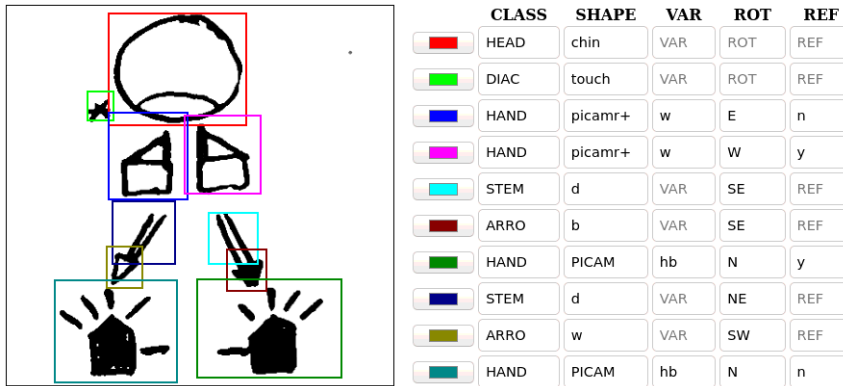 CLASS SHAPE VAR ROT REF
HEAD chin VAR ROT REF
DIAC touch VAR ROT REF
HAND picamr+ w E n
HAND picamr+ w W y
STEM d VAR SE REF
ARRO b VAR SE REF
HAND PICAM hb N y
STEM d VAR NE REF
ARRO w VAR SW REF
HAND PICAM hb N n